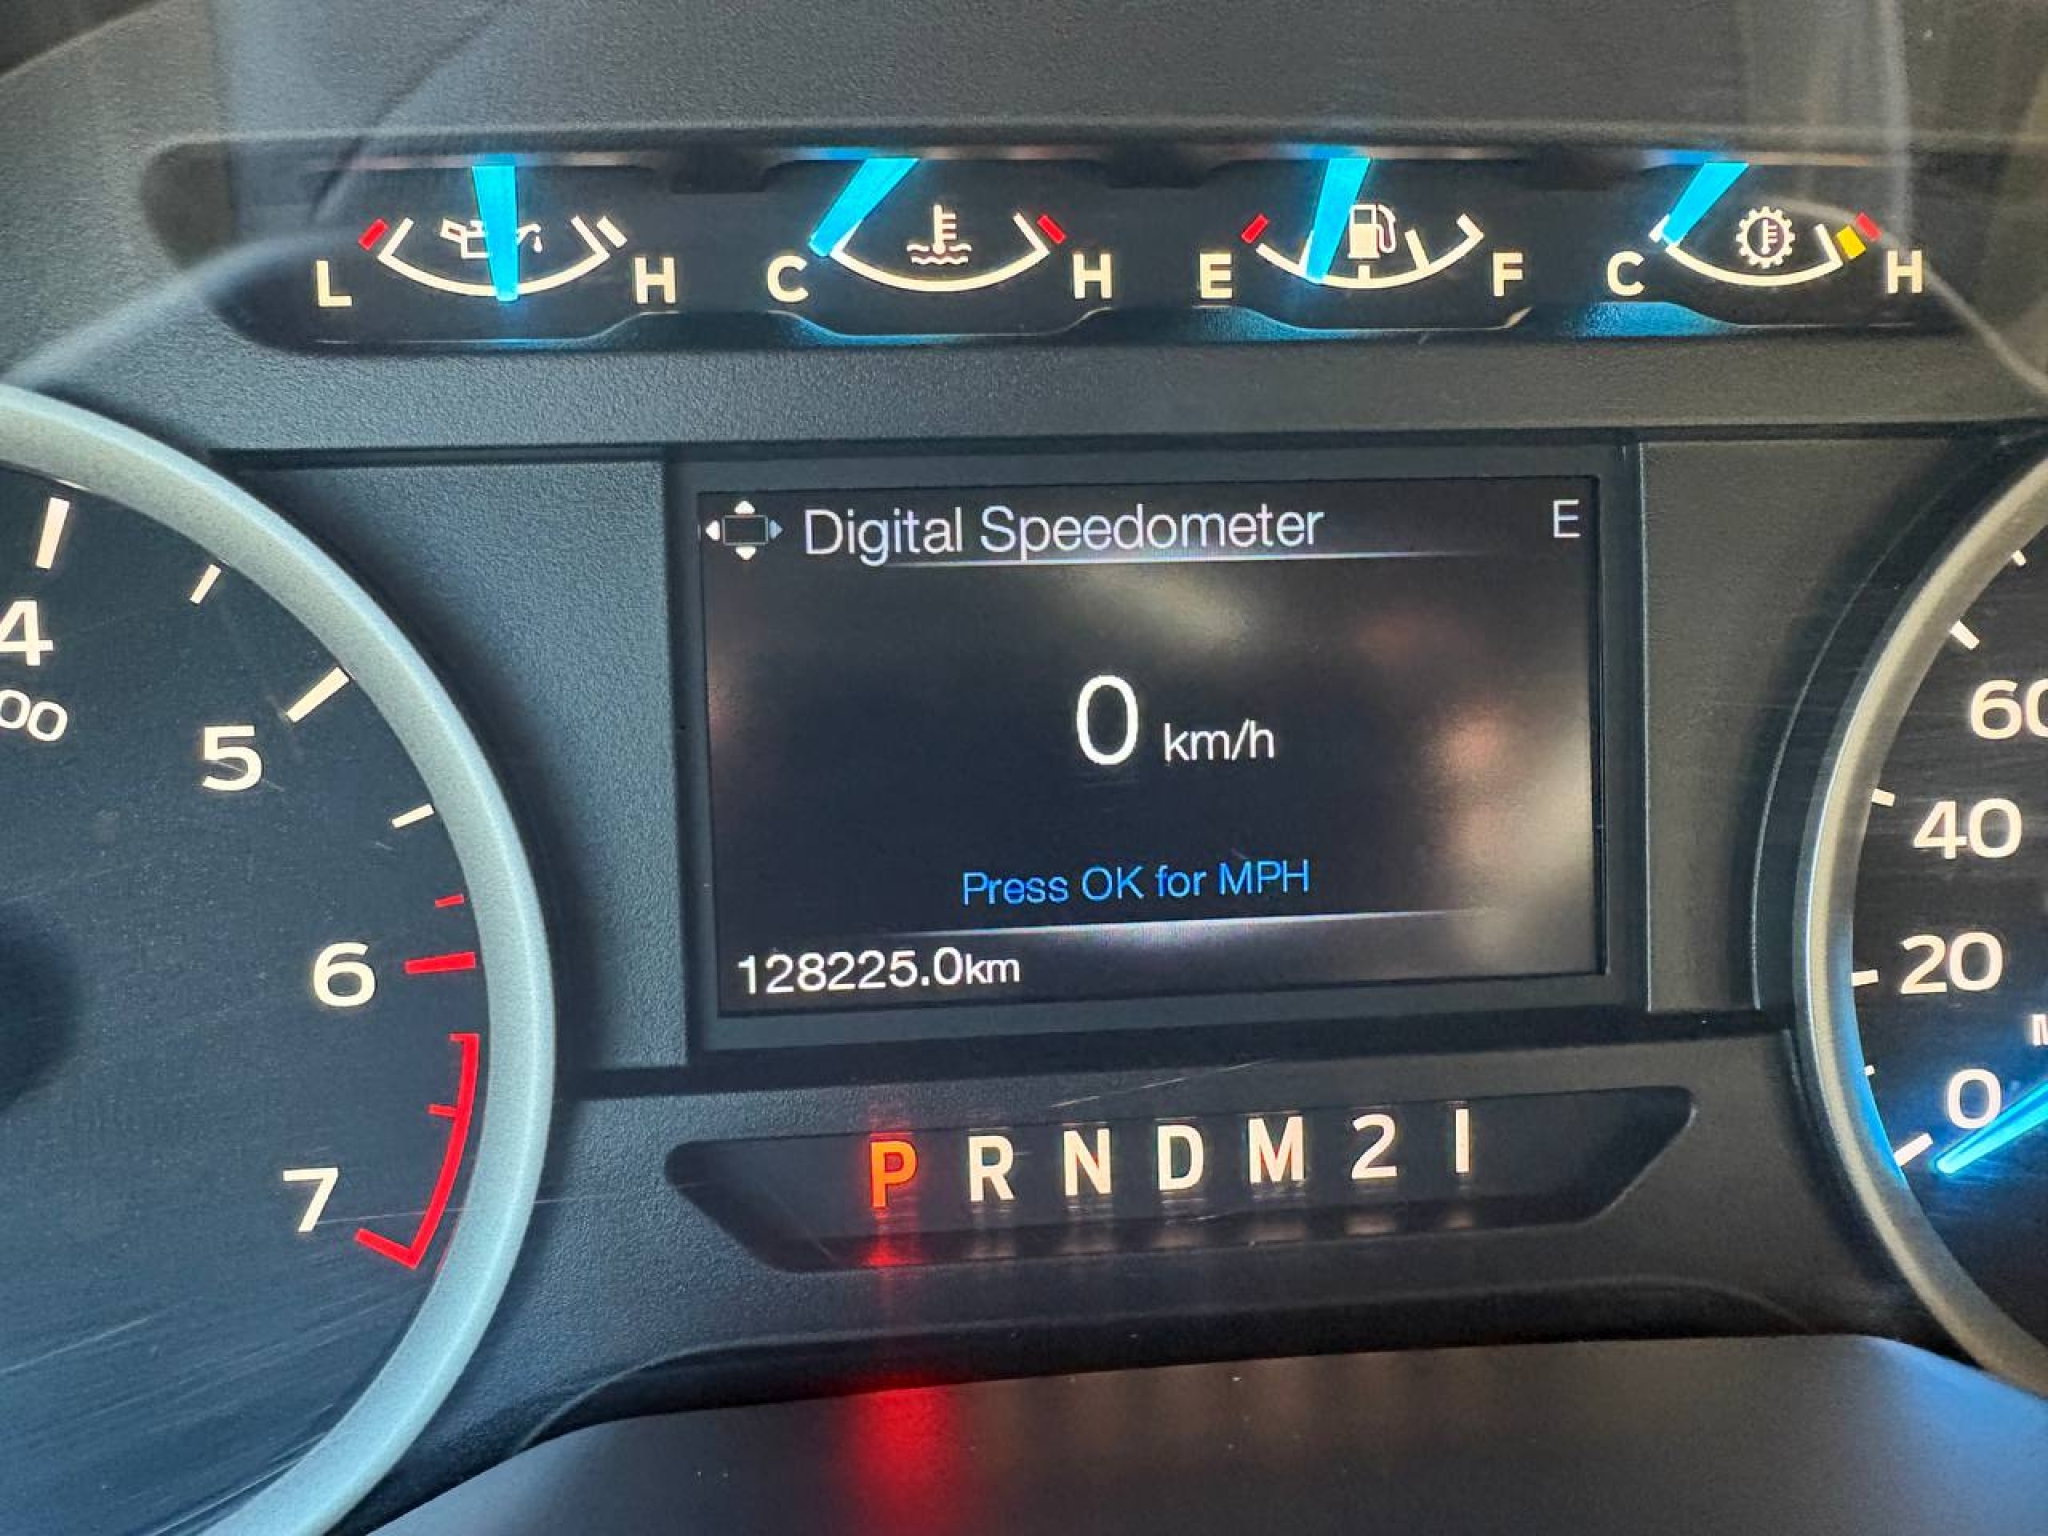 L H C H E F C H
Digital Speedometer E
4
00
5
0 km/h
60
40
Press OK for MPH
6
128225.0km
20
0
7
P R N D M 2 1